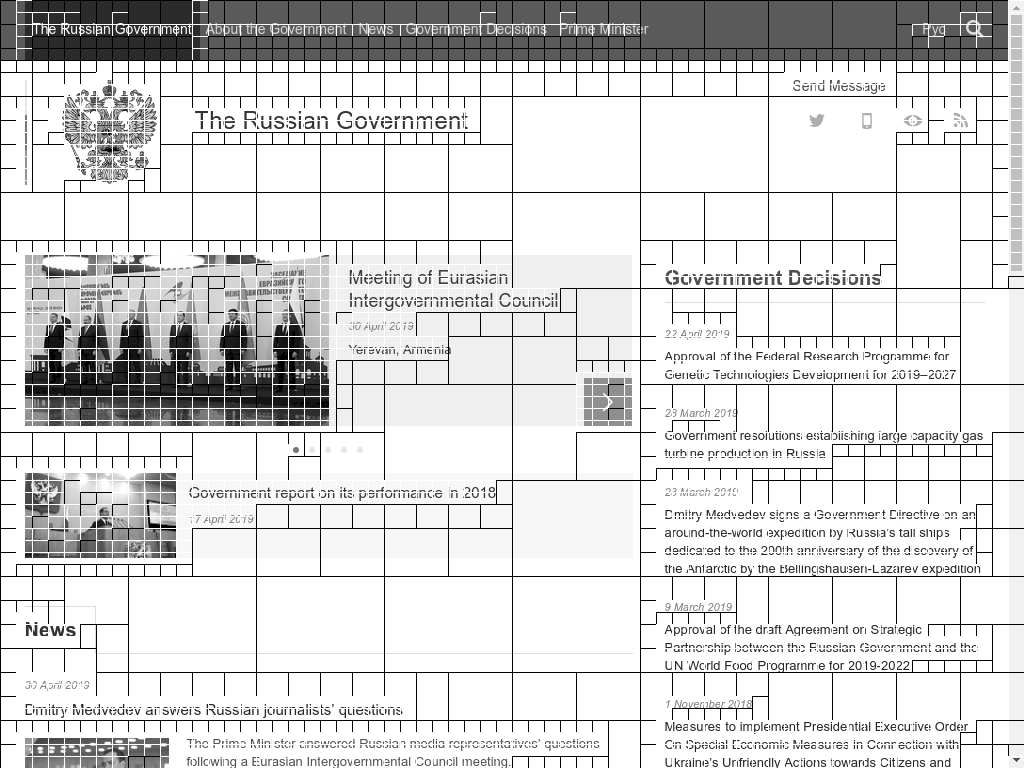 The Russian Government
About the Government
News
Government Decisions
Prime Minister
Рус
Send Message
The Russian Government
Meeting of Eurasian
Intergovernmental Council
30 April 2019
Yerevan, Armenia
Government report on its performance in 2018
17 April 2019
News
30 April 2019
Dmitry Medvedev answers Russian journalists' questions
The Prime Minister answered Russian media representatives' questions
following a Eurasian Intergovernmental Council meeting.
Government Decisions
22 April 2019
Approval of the Federal Research Programme for
Genetic Technologies Development for 2019–2027
28 March 2019
Government resolutions establishing large capacity gas
turbine production in Russia
23 March 2019
Dmitry Medvedev signs a Government Directive on an
around-the-world expedition by Russia's tall ships
dedicated to the 200th anniversary of the discovery of
the Antarctic by the Bellingshausen-Lazarev expedition
9 March 2019
Approval of the draft Agreement on Strategic
Partnership between the Russian Government and the
UN World Food Programme for 2019-2022
1 November 2018
Measures to implement Presidential Executive Order
On Special Economic Measures in Connection with
Ukraine's Unfriendly Actions towards Citizens and